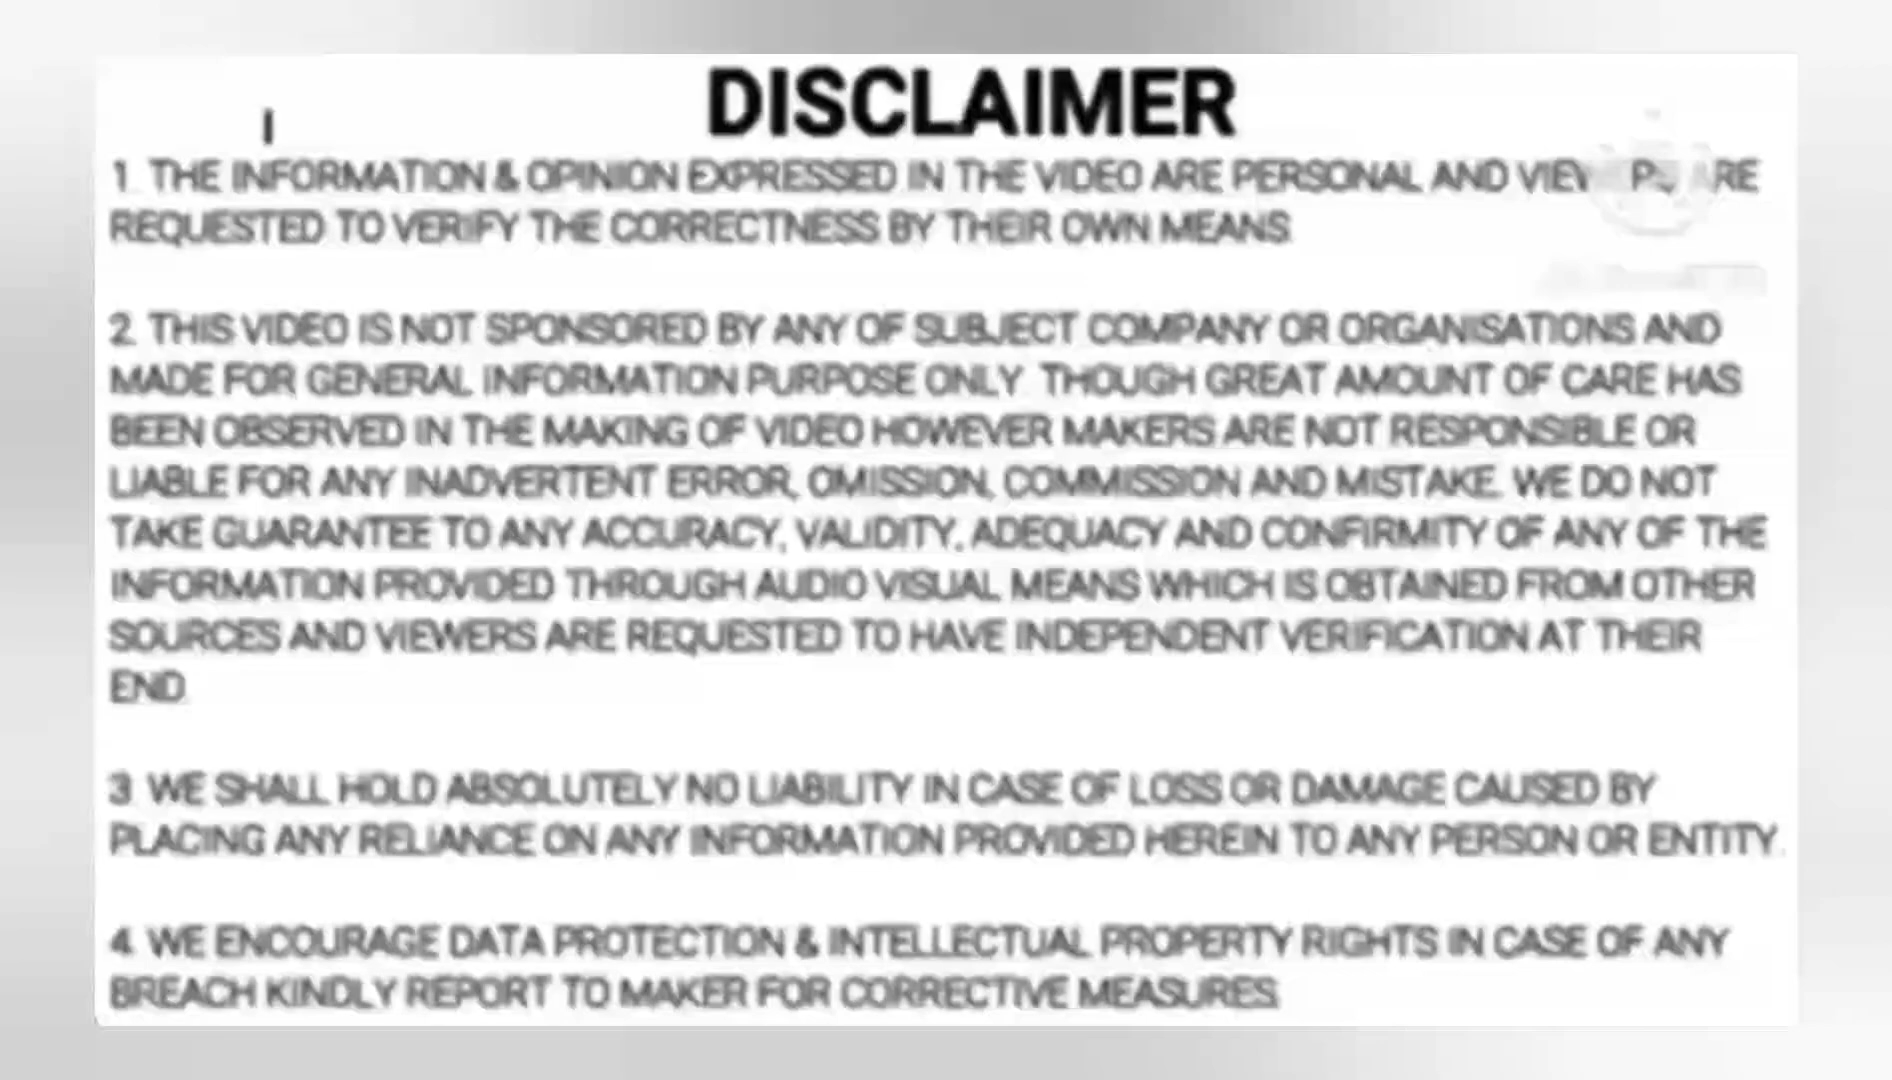 DISCLAIMER
1. THE INFORMATION & OPINION EXPRESSED IN THE VIDEO ARE PERSONAL AND ARE
REQUESTED TO VERIFY THE CORRECTNESS BY THEIR OWN MEANS.
2. THIS VIDEO IS NOT SPONSORED BY ANY OF SUBJECT COMPANY OR ORGANISATIONS AND
MADE FOR GENERAL INFORMATION PURPOSE ONLY. THOUGH GREAT AMOUNT OF CARE HAS
BEEN OBSERVED IN THE MAKING OF VIDEO HOWEVER MAKERS ARE NOT RESPONSIBLE OR
LIABLE FOR ANY INADVERTENT ERROR, OMISSION, COMMISSION AND MISTAKE. WE DO NOT
TAKE GUARANTEE TO ANY ACCURACY, VALIDITY, ADEQUACY AND CONFIRMITY OF ANY OF THE
INFORMATION PROVIDED THROUGH AUDIO VISUAL MEANS WHICH IS OBTAINED FROM OTHER
SOURCES AND VIEWERS ARE REQUESTED TO HAVE INDEPENDENT VERIFICATION AT THEIR
END.
3. WE SHALL HOLD ABSOLUTELY NO LIABILITY IN CASE OF LOSS OR DAMAGE CAUSED BY
PLACING ANY RELIANCE ON ANY INFORMATION PROVIDED HEREIN TO ANY PERSON OR ENTITY.
4. WE ENCOURAGE DATA PROTECTION & INTELLECTUAL PROPERTY RIGHTS IN CASE OF ANY
BREACH KINDLY REPORT TO MAKER FOR CORRECTIVE MEASURES.